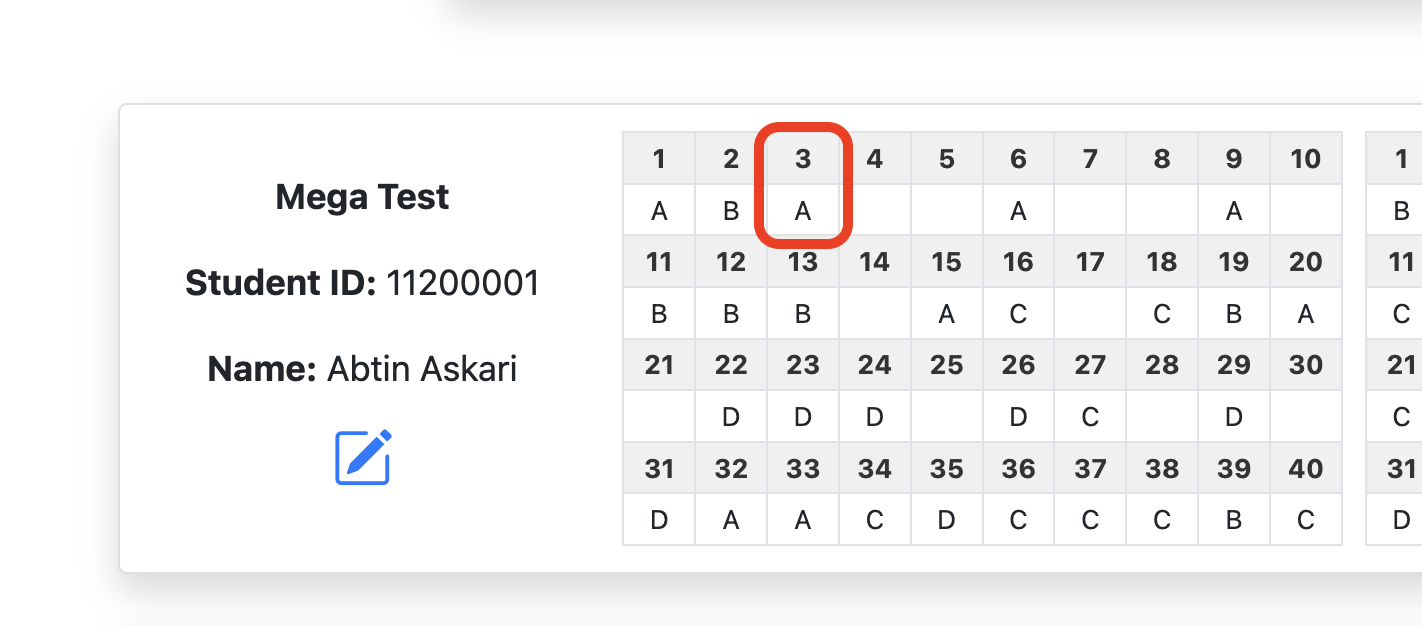 Mega Test
Student ID: 11200001
Name: Abtin Askari
1 2 3 4 5 6 7 8 9 10
A B A A A
11 12 13 14 15 16 17 18 19 20
B B B A C C B A
21 22 23 24 25 26 27 28 29 30
D D D D C D
31 32 33 34 35 36 37 38 39 40
D A A C D C C C B C
1
B
11
C
21
C
31
D